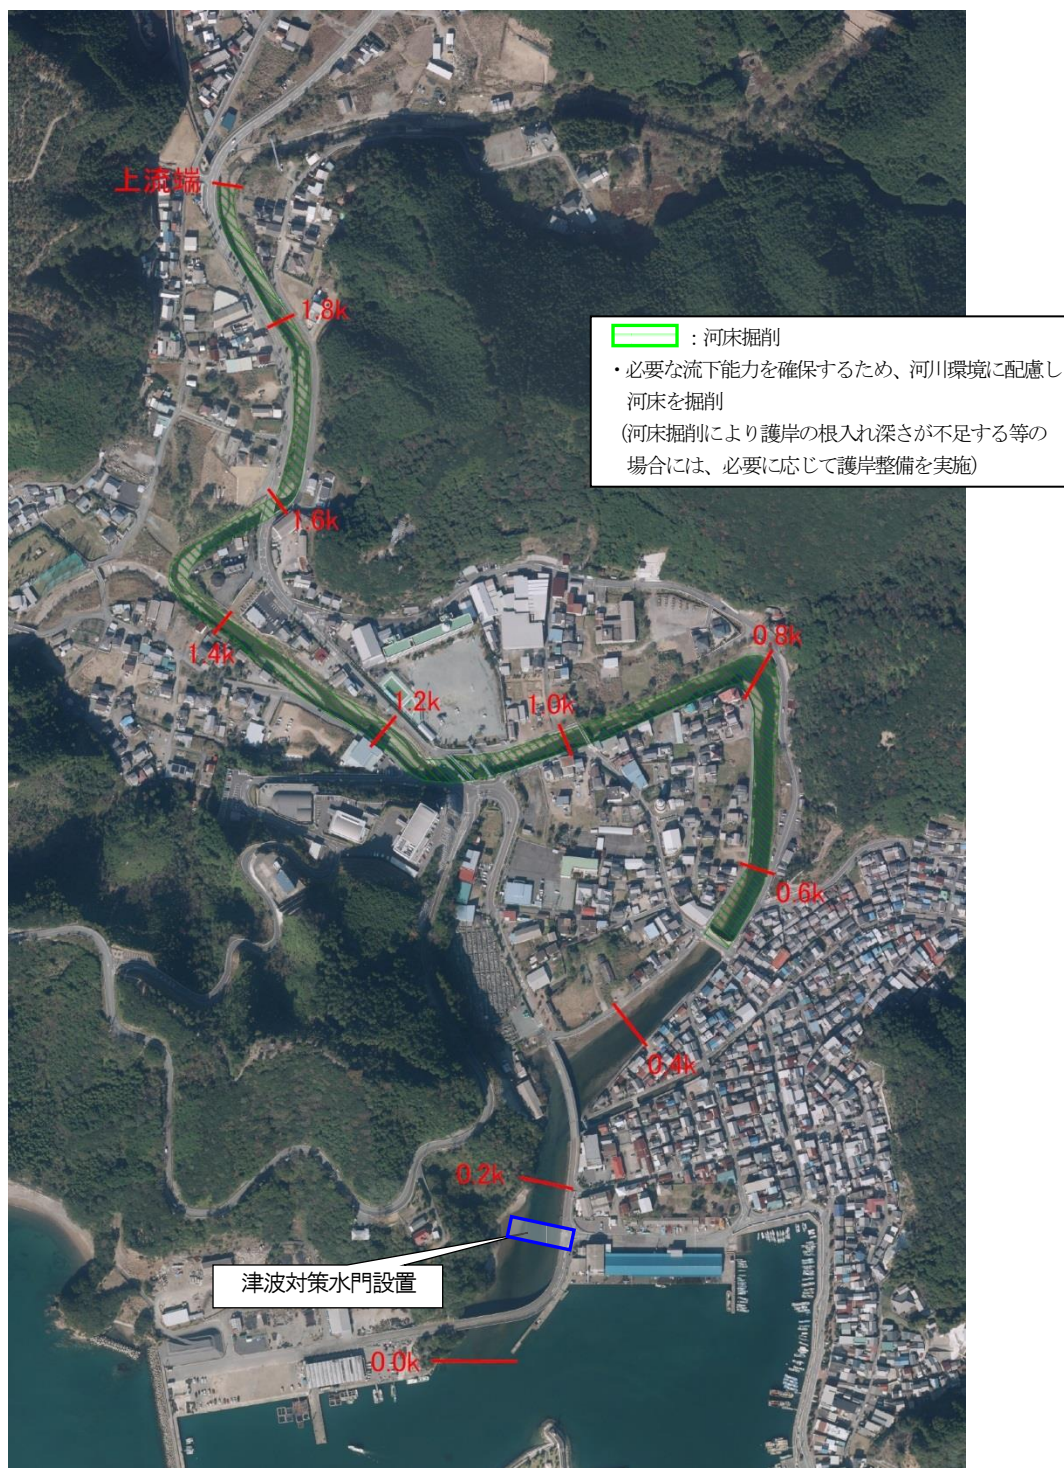 上流端
1.8k
：河床掘削
・必要な流下能力を確保するため、河川環境に配慮し
河床を掘削
（河床掘削により護岸の根入れ深さが不足する等の
場合には、必要に応じて護岸整備を実施）
1.6k
1.4k
0.8k
1.2k
1.0k
0.6k
0.4k
0.2k
津波対策水門設置
0.0k